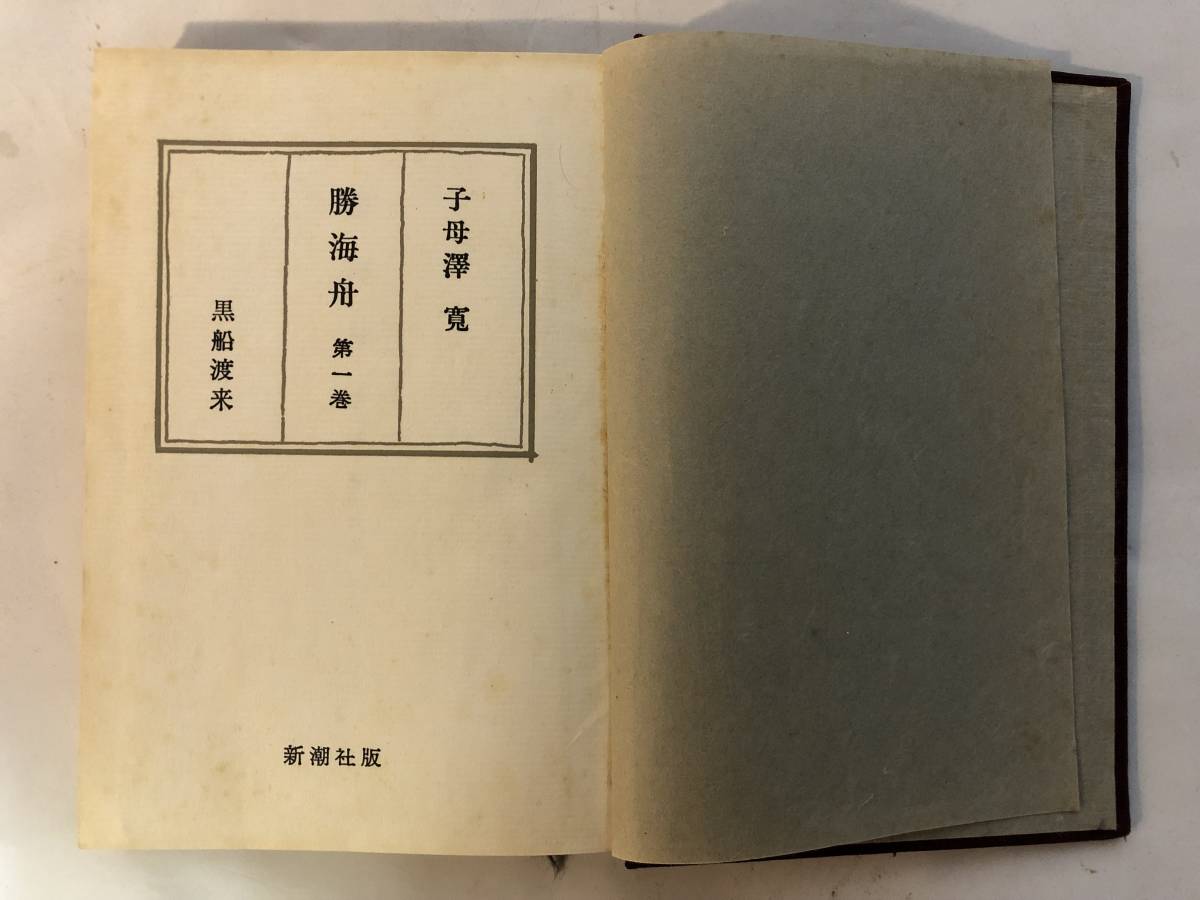 子母澤 寛
勝海舟 第一巻
黒船渡来
新潮社版